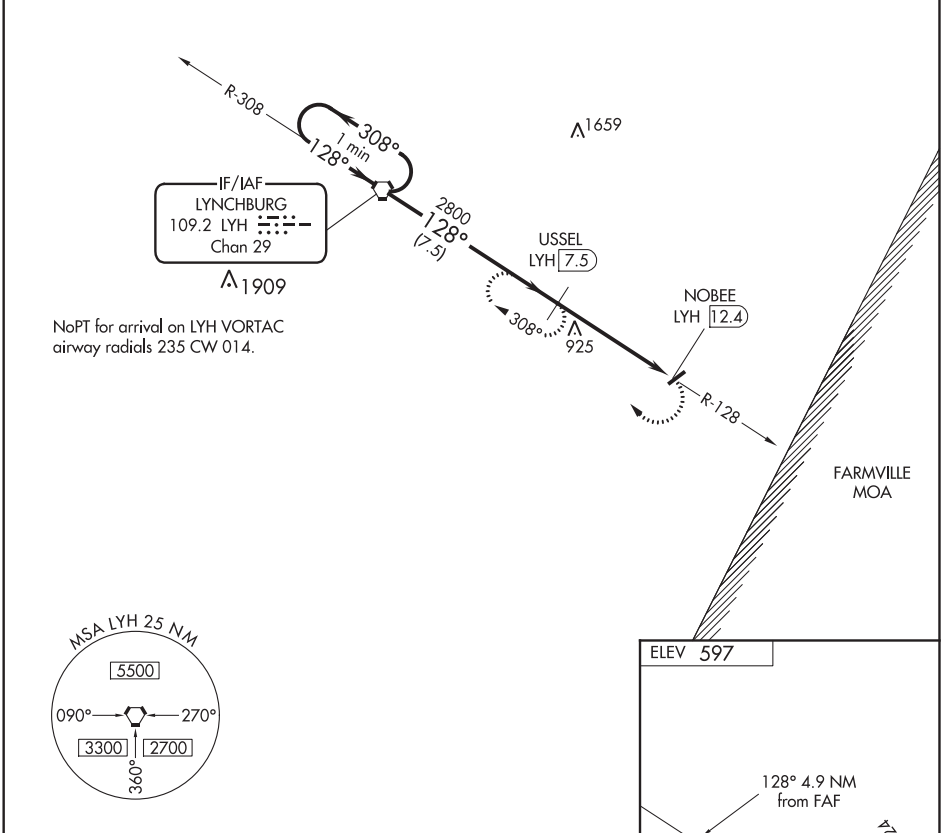 R-308
308°
1 min
128°
1659
IF/IAF
LYNCHBURG
109.2 LYH
Chan 29
1909
2800
128°
(7.5)
USSEL
LYH 7.5
308°
925
NOBEE
LYH 12.4
R-128
NoPT for arrival on LYH VORTAC
airway radials 235 CW 014.
FARMVILLE
MOA
MSA LYH 25 NM
5500
090°
270°
3300
2700
360°
ELEV 597
128° 4.9 NM
from FAF